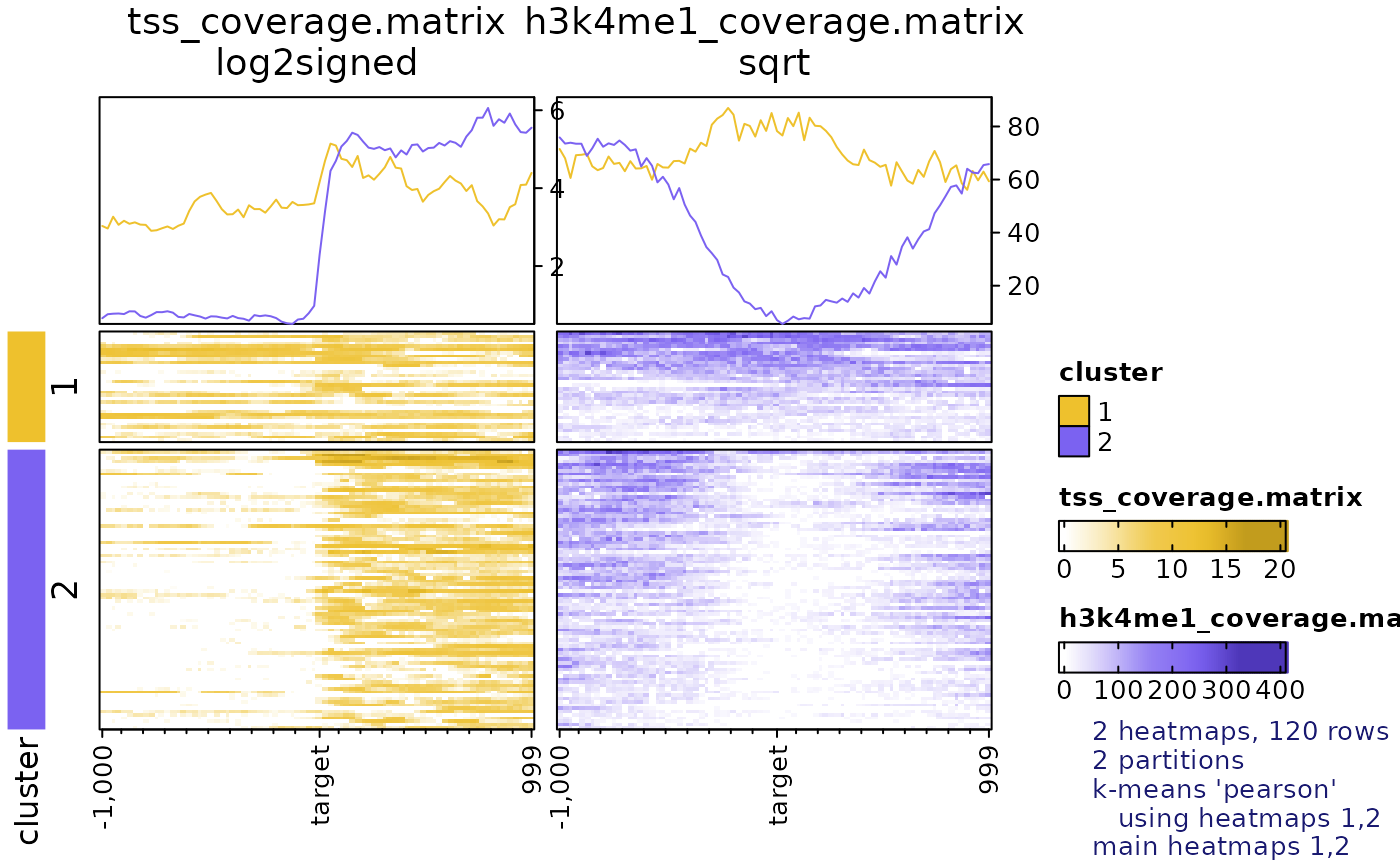 tss_coverage.matrix
log2signed
h3k4me1_coverage.matrix
sqrt
6
4
2
80
60
40
20
1
2
cluster
-1,000
target
999
-1,000
target
999
cluster
1
2
tss_coverage.matrix
0 5 10 15 20
h3k4me1_coverage.ma
0 100 200 300 400
2 heatmaps, 120 rows
2 partitions
k-means 'pearson'
using heatmaps 1,2
main heatmaps 1,2